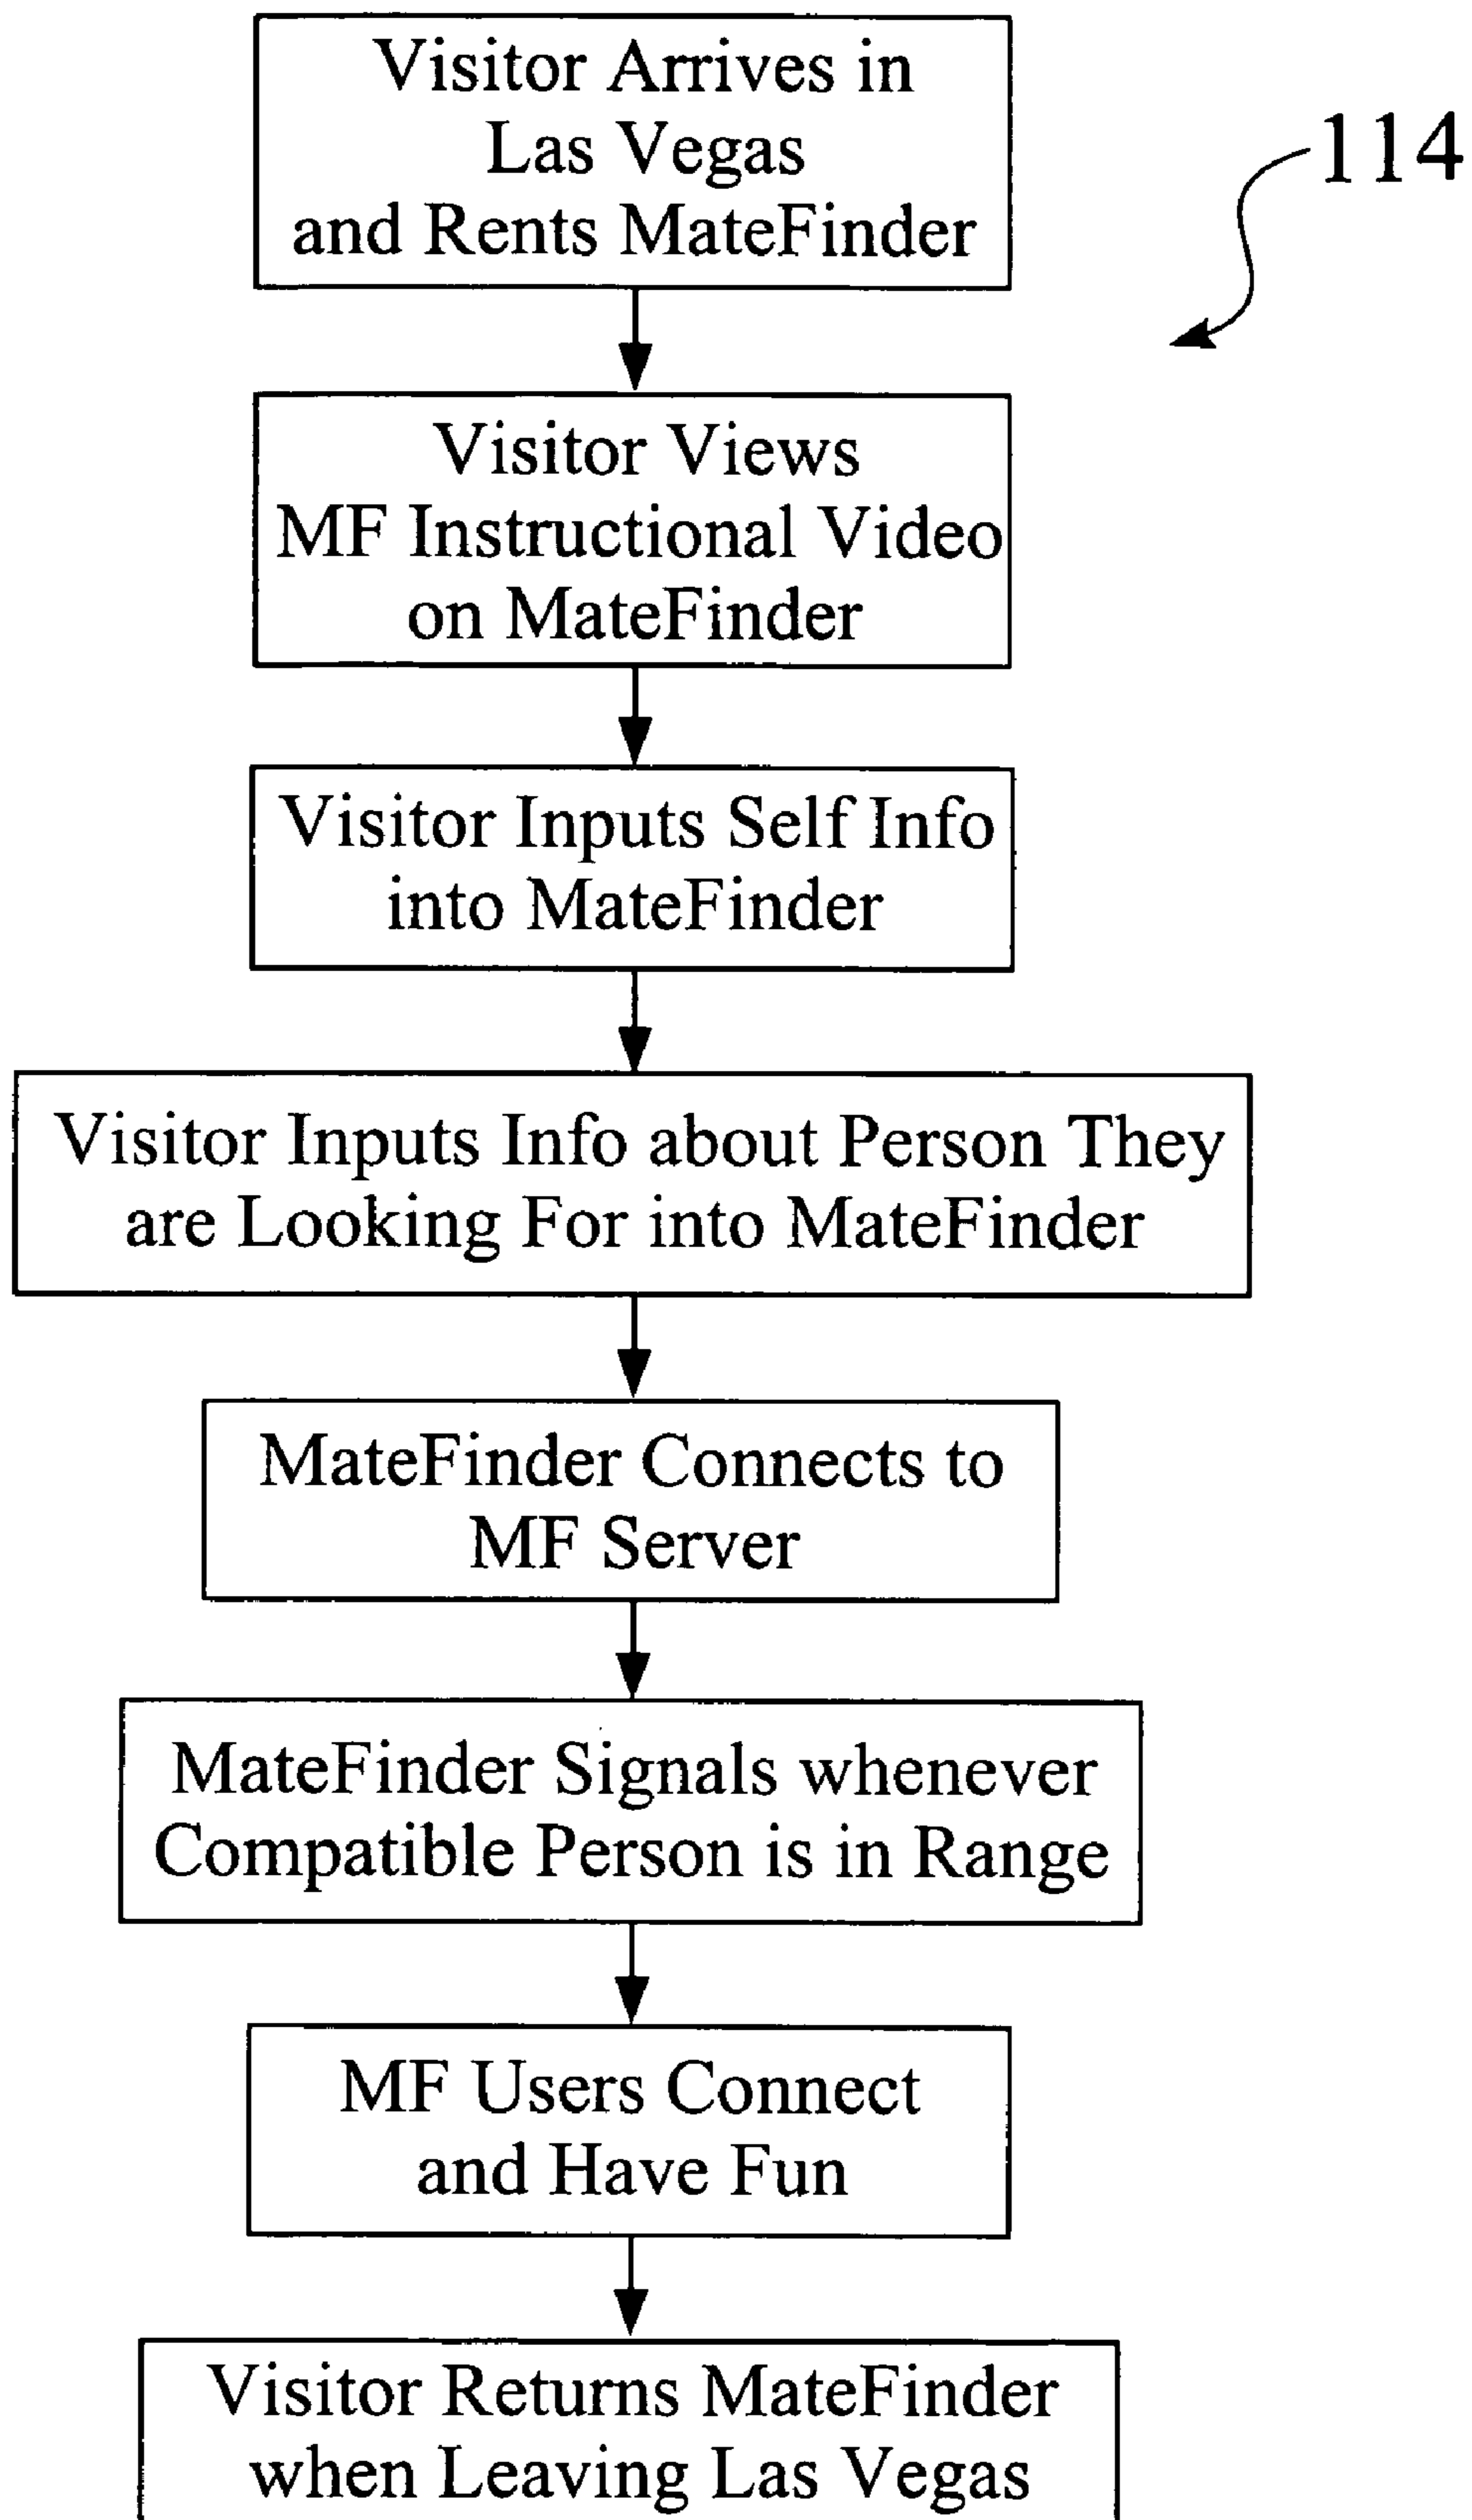 Visitor Arrives in
Las Vegas
and Rents MateFinder
114
Visitor Views
MF Instructional Video
on MateFinder
Visitor Inputs Self Info
into MateFinder
Visitor Inputs Info about Person They
are Looking For into MateFinder
MateFinder Connects to
MF Server
MateFinder Signals whenever
Compatible Person is in Range
MF Users Connect
and Have Fun
Visitor Returns MateFinder
when Leaving Las Vegas